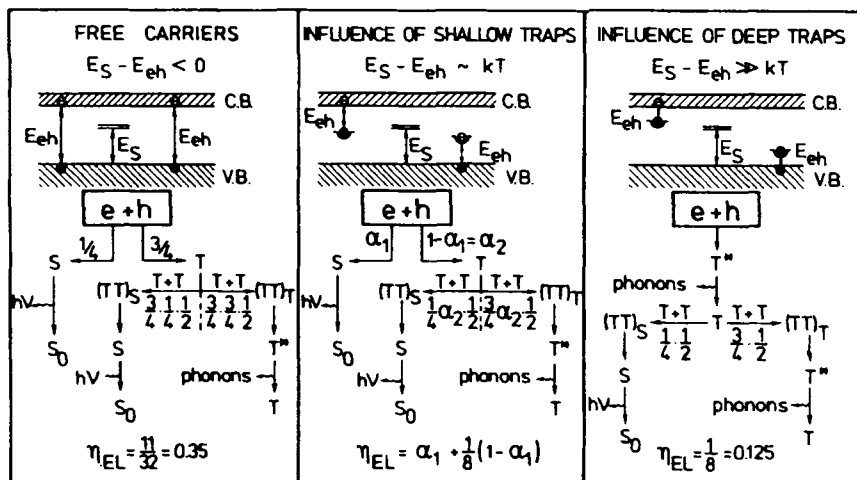 FREE CARRIERS
E_S - E_eh < 0
C.B.
E_eh
E_S
E_eh
V.B.
e + h
1/4
3/4
S
T
T + T
T + T
(TT)_S
(TT)_T
3/4 · 1/4 · 1/2
3/4 · 3/4 · 1/2
hν
S_0
S
T*
hν
phonons
S_0
T
η_EL = 11/32 = 0.35
INFLUENCE OF SHALLOW TRAPS
E_S - E_eh ~ kT
C.B.
E_eh
E_S
E_eh
V.B.
e + h
α_1
1-α_1 = α_2
S
T
T + T
T + T
(TT)_S
(TT)_T
1/4 α_2 · 1/2
3/4 α_2 · 1/2
hν
S_0
S
T*
hν
phonons
S_0
T
η_EL = α_1 + 1/8 (1 - α_1)
INFLUENCE OF DEEP TRAPS
E_S - E_eh ≫ kT
C.B.
E_eh
E_S
E_eh
V.B.
e + h
T*
phonons
T + T
T
T + T
(TT)_S
(TT)_T
1/4 · 1/2
3/4 · 1/2
S
T*
hν
phonons
S_0
T
η_EL = 1/8 = 0.125